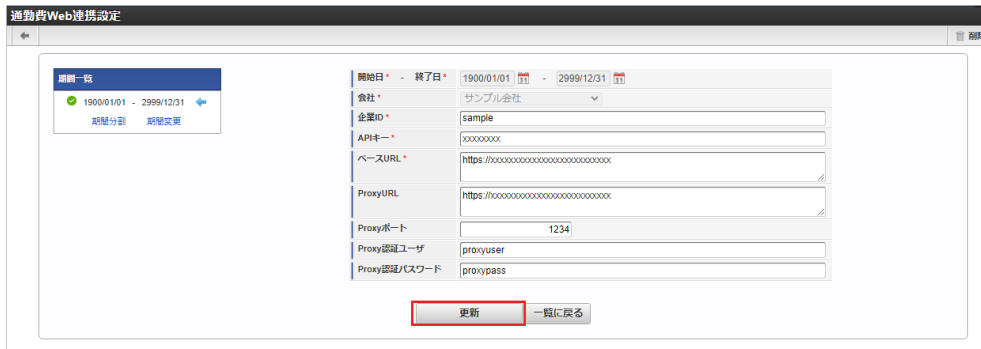 通勤費Web連携設定
削除
期間一覧
1900/01/01 - 2999/12/31
期間分割 期間変更
開始日* - 終了日* 1900/01/01 - 2999/12/31
会社* サンプル会社
企業ID* sample
APIキー* xxxxxxxx
ベースURL* https://xxxxxxxxxxxxxxxxxxxxxxxxxx
ProxyURL https://xxxxxxxxxxxxxxxxxxxxxxxxxx
Proxyポート 1234
Proxy認証ユーザ proxyuser
Proxy認証パスワード proxypass
更新 一覧に戻る